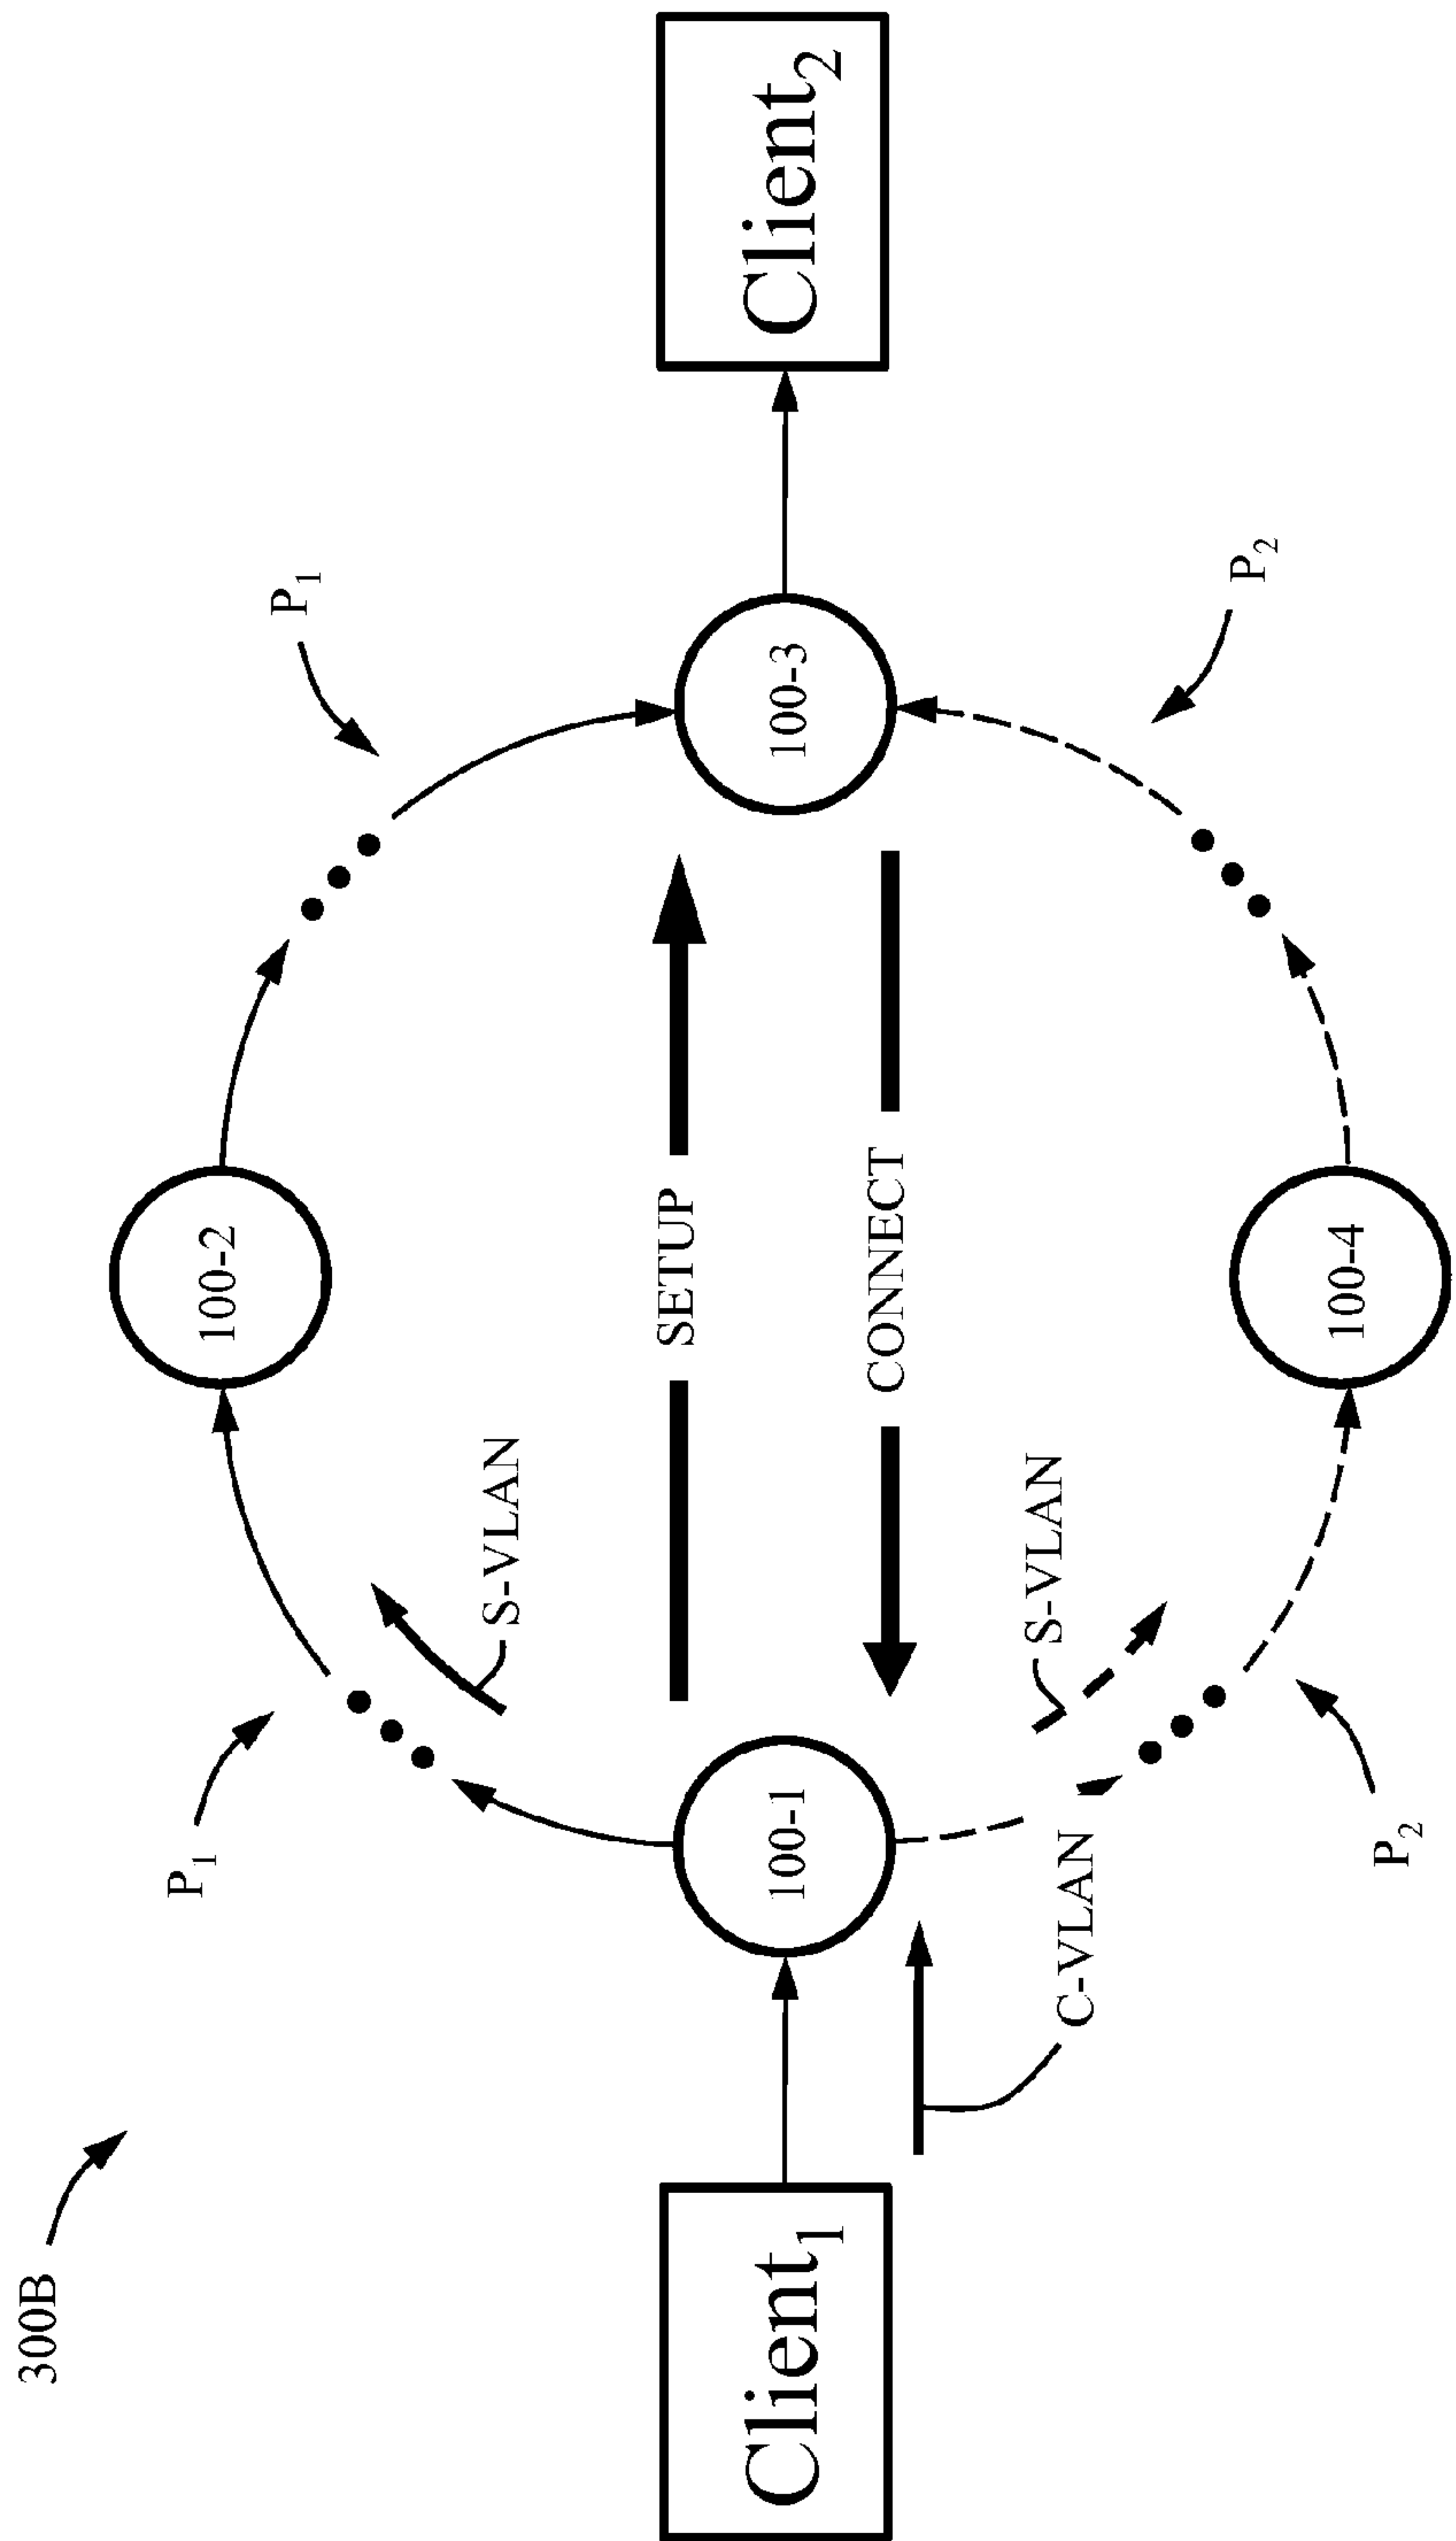 300B
P1
P1
100-2
S-VLAN
SETUP
Client1
100-1
100-3
Client2
CONNECT
C-VLAN
S-VLAN
100-4
P2
P2